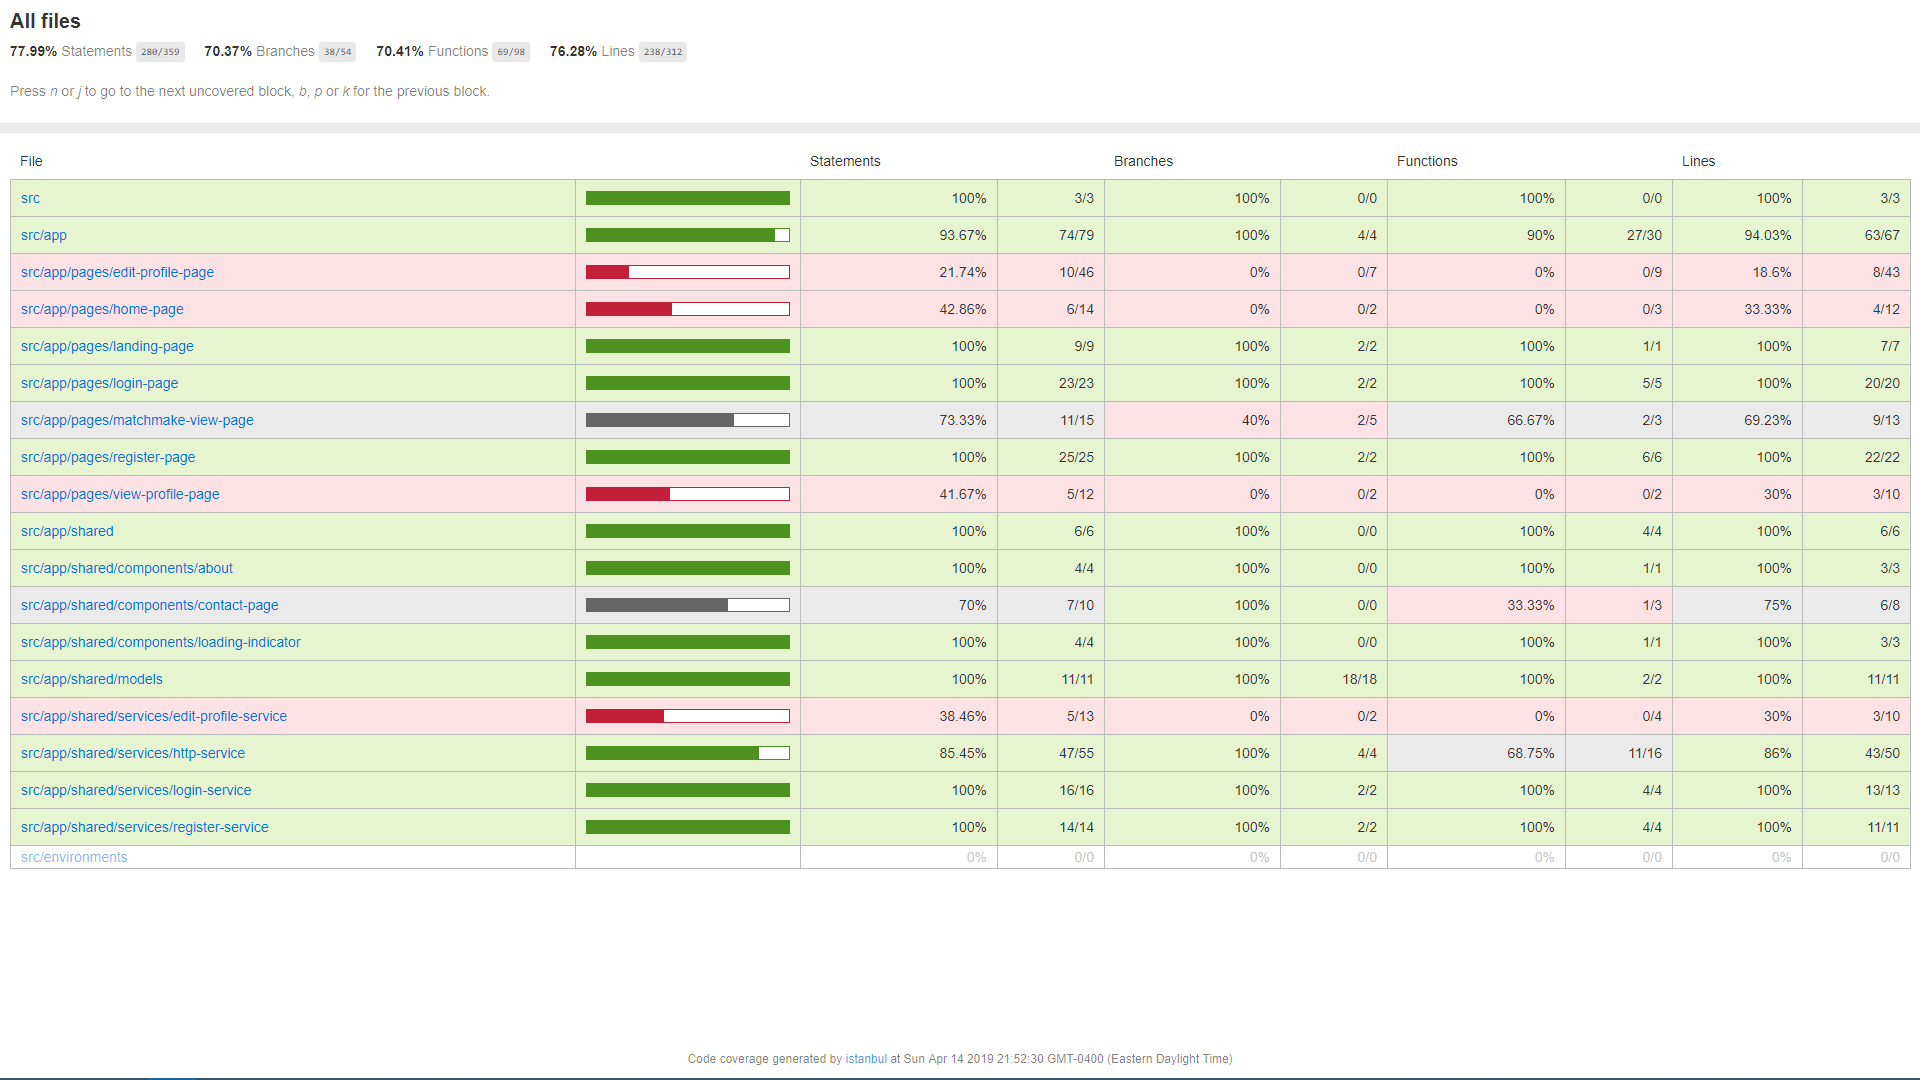 All files
77.99% Statements 280/359 70.37% Branches 38/54 70.41% Functions 69/98 76.28% Lines 238/312
Press n or j to go to the next uncovered block, b, p or k for the previous block.
File Statements Branches Functions Lines
src 100% 3/3 100% 0/0 100% 0/0 100% 3/3
src/app 93.67% 74/79 100% 4/4 90% 27/30 94.03% 63/67
src/app/pages/edit-profile-page 21.74% 10/46 0% 0/7 0% 0/9 18.6% 8/43
src/app/pages/home-page 42.86% 6/14 0% 0/2 0% 0/3 33.33% 4/12
src/app/pages/landing-page 100% 9/9 100% 2/2 100% 1/1 100% 7/7
src/app/pages/login-page 100% 23/23 100% 2/2 100% 5/5 100% 20/20
src/app/pages/matchmake-view-page 73.33% 11/15 40% 2/5 66.67% 2/3 69.23% 9/13
src/app/pages/register-page 100% 25/25 100% 2/2 100% 6/6 100% 22/22
src/app/pages/view-profile-page 41.67% 5/12 0% 0/2 0% 0/2 30% 3/10
src/app/shared 100% 6/6 100% 0/0 100% 4/4 100% 6/6
src/app/shared/components/about 100% 4/4 100% 0/0 100% 1/1 100% 3/3
src/app/shared/components/contact-page 70% 7/10 100% 0/0 33.33% 1/3 75% 6/8
src/app/shared/components/loading-indicator 100% 4/4 100% 0/0 100% 1/1 100% 3/3
src/app/shared/models 100% 11/11 100% 18/18 100% 2/2 100% 11/11
src/app/shared/services/edit-profile-service 38.46% 5/13 0% 0/2 0% 0/4 30% 3/10
src/app/shared/services/http-service 85.45% 47/55 100% 4/4 68.75% 11/16 86% 43/50
src/app/shared/services/login-service 100% 16/16 100% 2/2 100% 4/4 100% 13/13
src/app/shared/services/register-service 100% 14/14 100% 2/2 100% 4/4 100% 11/11
src/environments 0% 0/0 0% 0/0 0% 0/0 0% 0/0
Code coverage generated by istanbul at Sun Apr 14 2019 21:52:30 GMT-0400 (Eastern Daylight Time)